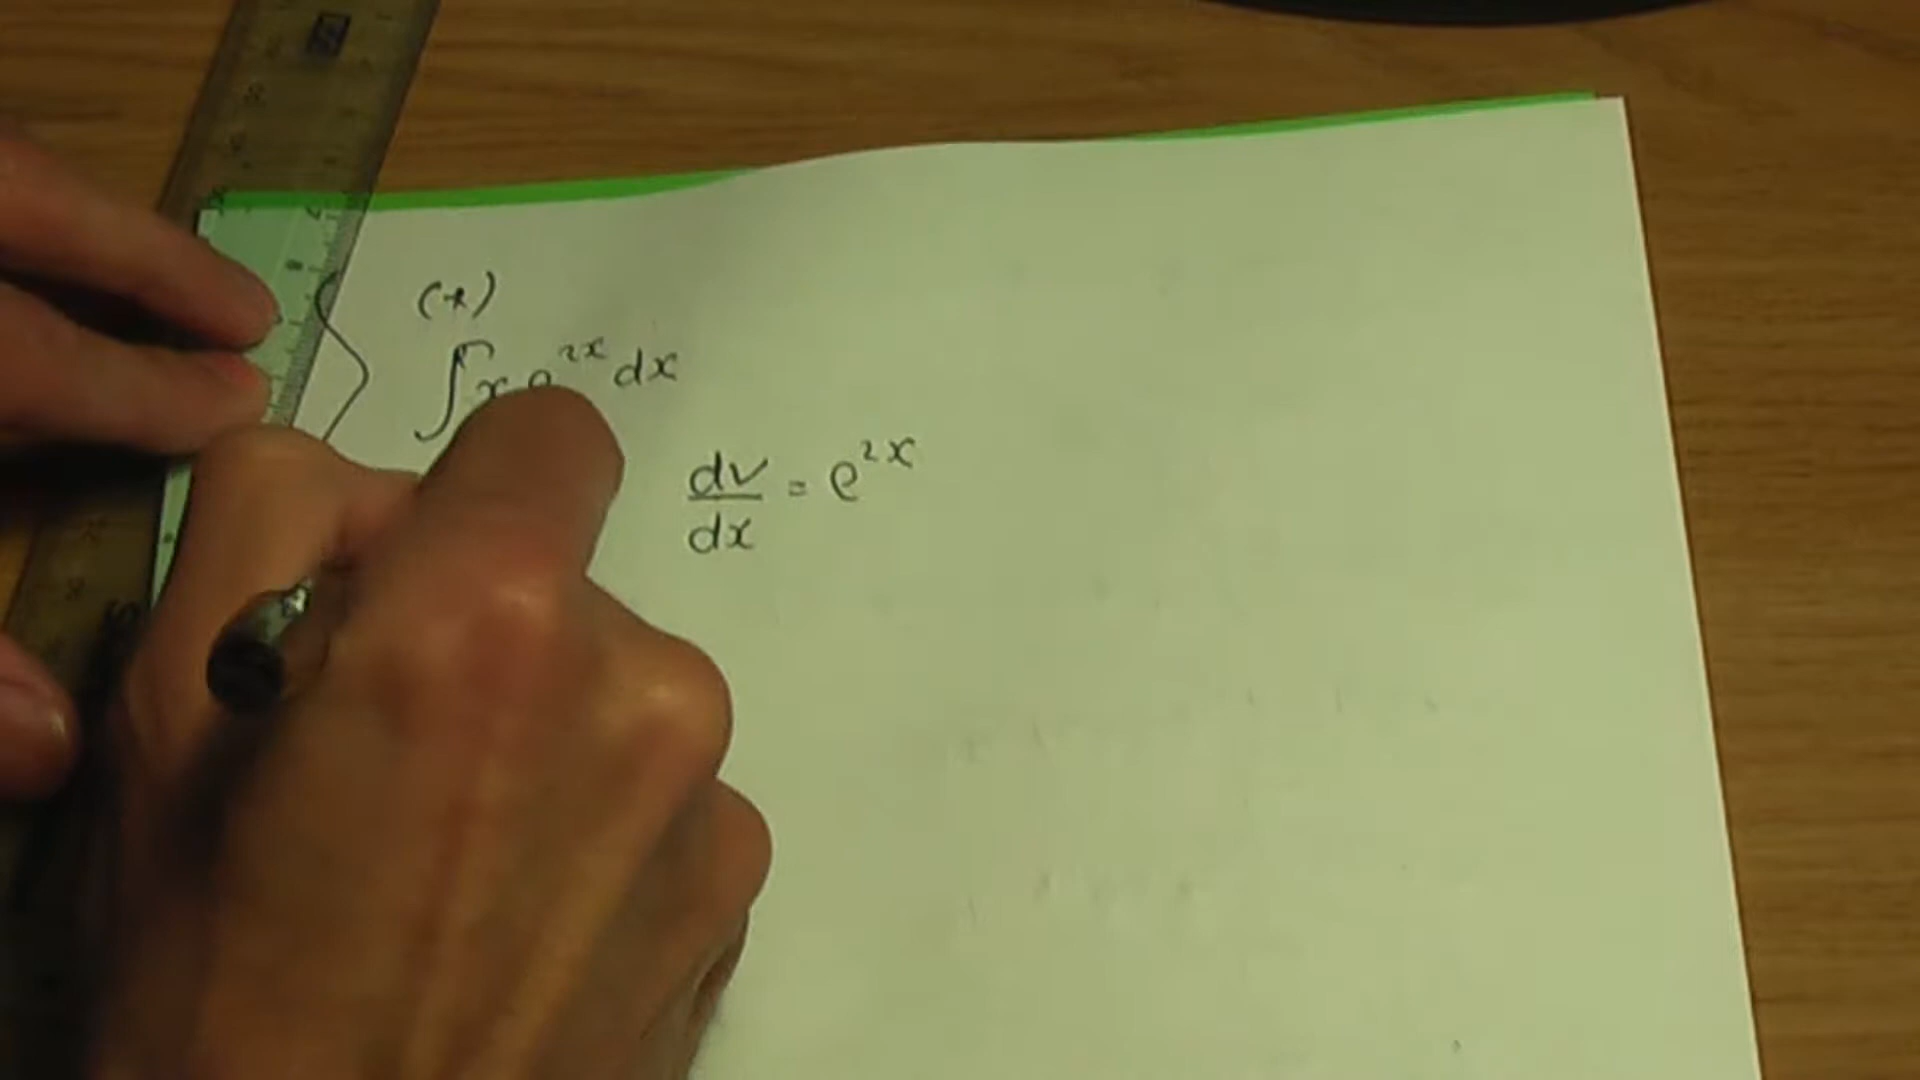 (*)
∫ x e^{2x} dx
dv/dx = e^{2x}